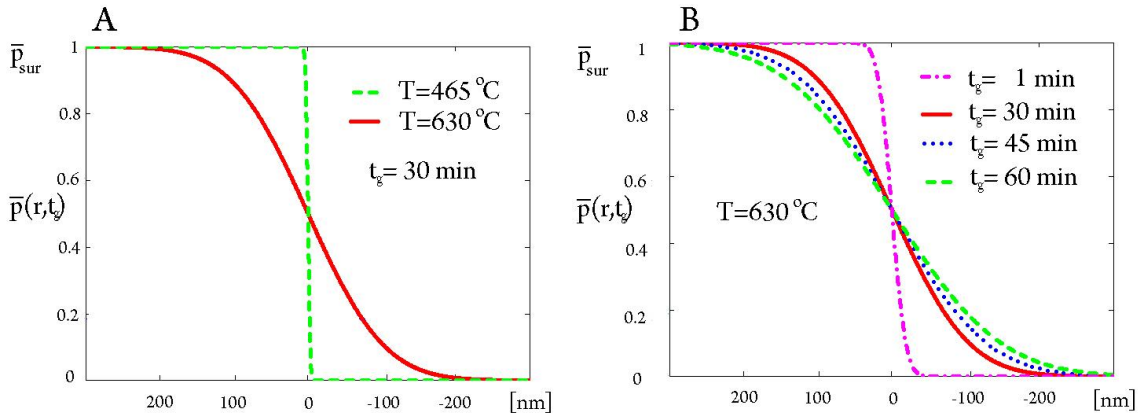 A
1
p̅sur
0.8
0.6
p̅(r,tg)
0.4
0.2
0
T=465 °C
T=630 °C
tg= 30 min
200 100 0 -100 -200 [nm]
B
1
p̅sur
0.8
0.6
p̅(r,tg)
0.4
0.2
0
tg= 1 min
tg= 30 min
tg= 45 min
tg= 60 min
T=630 °C
200 100 0 -100 -200 [nm]